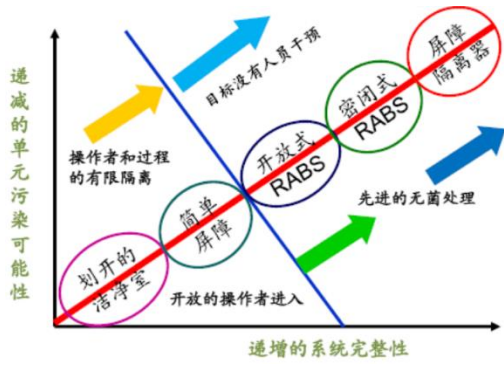 递减的单元污染可能性
目标没有人员干预
屏障
隔离器
密闭式
RABS
操作者和过程
的有限隔离
开放式
RABS
先进的无菌处理
简单
屏障
划开的
洁净室
开放的操作者进入
递增的系统完整性